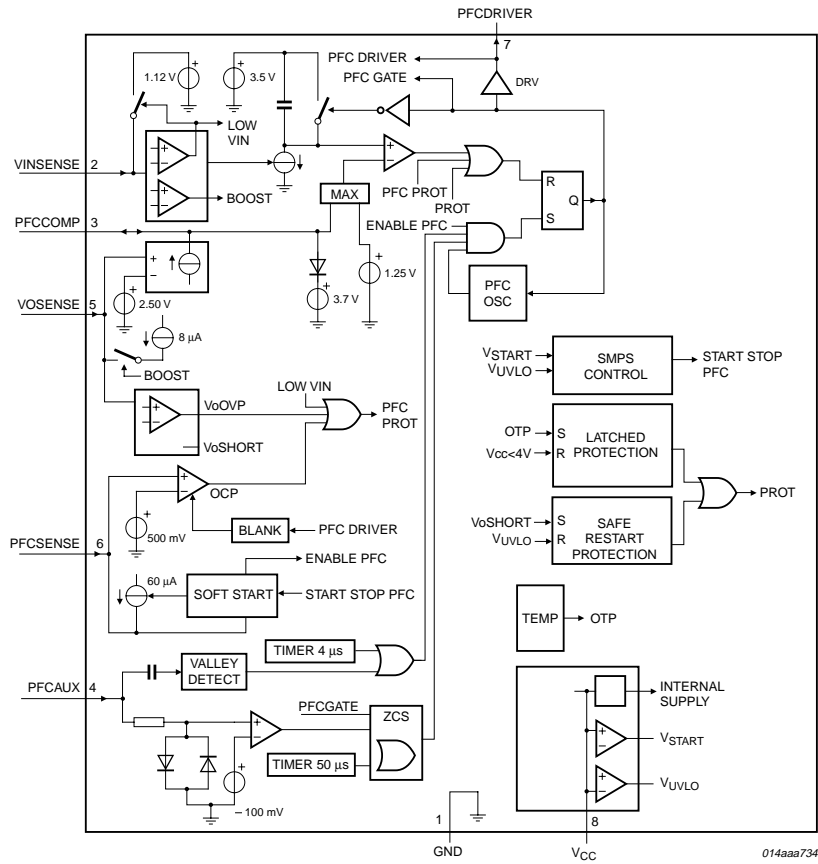 PFCDRIVER
7
PFC DRIVER
PFC GATE
DRV
1.12 V
3.5 V
LOW
VIN
VINSENSE 2
BOOST
MAX
PFC PROT
PROT
R
Q
S
PFCCOMP 3
ENABLE PFC
1.25 V
3.7 V
PFC
OSC
2.50 V
VOSENSE 5
8 µA
BOOST
VSTART
VUVLO
SMPS
CONTROL
START STOP
PFC
LOW VIN
VoOVP
VoSHORT
PFC
PROT
OTP
Vcc<4V
S
R
LATCHED
PROTECTION
PROT
OCP
500 mV
BLANK
PFC DRIVER
VoSHORT
VUVLO
S
R
SAFE
RESTART
PROTECTION
PFCSENSE 6
ENABLE PFC
60 µA
SOFT START
START STOP PFC
TEMP
OTP
TIMER 4 µs
VALLEY
DETECT
PFCAUX 4
PFCGATE
ZCS
TIMER 50 µs
– 100 mV
INTERNAL
SUPPLY
VSTART
VUVLO
1
GND
8
VCC
014aaa734